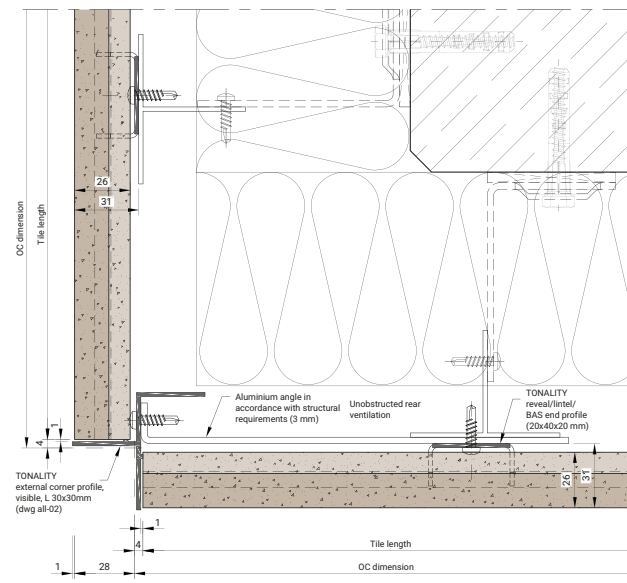 26
31
OC dimension
Tile length
1
4
TONALITY
external corner profile,
visible, L 30x30mm
(dwg all-02)
Aluminium angle in
accordance with structural
requirements (3 mm)
Unobstructed rear
ventilation
TONALITY
reveal/lintel/
BAS end profile
(20x40x20 mm)
26
31
1
4
Tile length
1
28
OC dimension